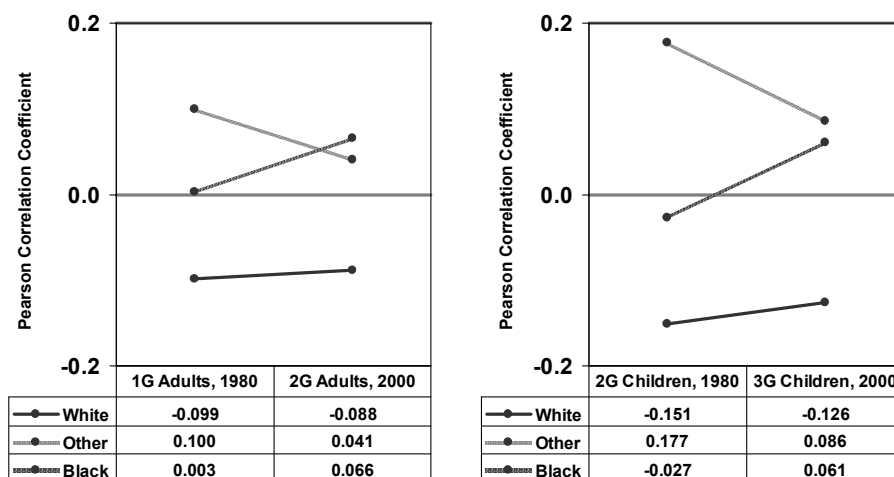 0.2
0.0
-0.2
Pearson Correlation Coefficient
1G Adults, 1980 2G Adults, 2000
White -0.099 -0.088
Other 0.100 0.041
Black 0.003 0.066
0.2
0.0
-0.2
Pearson Correlation Coefficient
2G Children, 1980 3G Children, 2000
White -0.151 -0.126
Other 0.177 0.086
Black -0.027 0.061